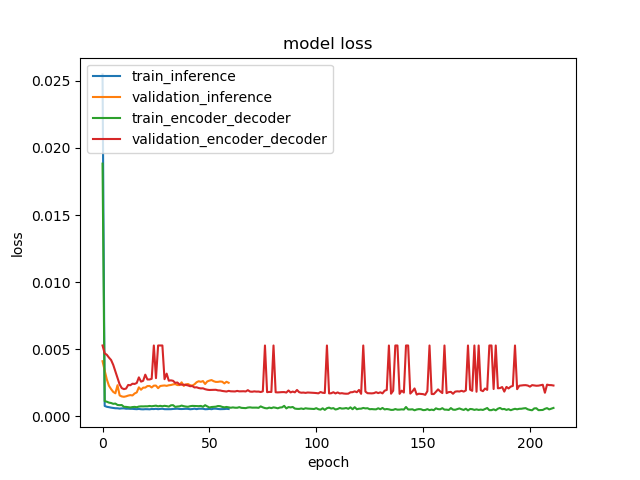 model loss
train_inference
validation_inference
train_encoder_decoder
validation_encoder_decoder
0.025
0.020
0.015
0.010
0.005
0.000
loss
0
50
100
150
200
epoch